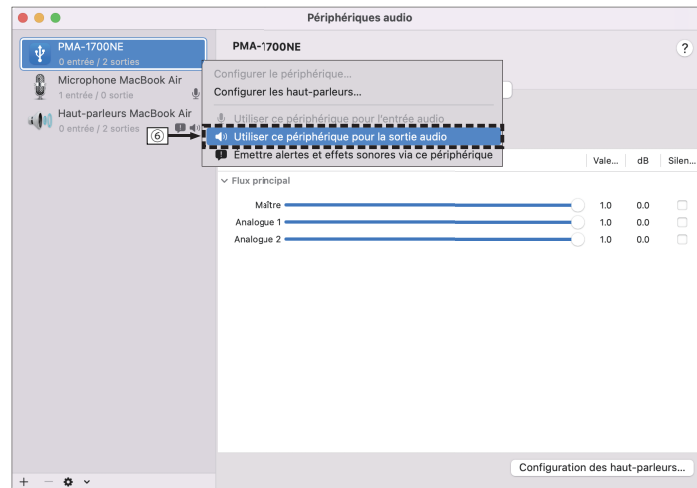 Périphériques audio
PMA-1700NE
0 entrée / 2 sorties
Microphone MacBook Air
1 entrée / 0 sortie
Haut-parleurs MacBook Air
0 entrée / 2 sorties
⑥
PMA-1700NE
?
Configurer le périphérique...
Configurer les haut-parleurs...
Utiliser ce périphérique pour l'entrée audio
Utiliser ce périphérique pour la sortie audio
Émettre alertes et effets sonores via ce périphérique
Vale... dB Silen...
Flux principal
Maître 1.0 0.0
Analogue 1 1.0 0.0
Analogue 2 1.0 0.0
Configuration des haut-parleurs...